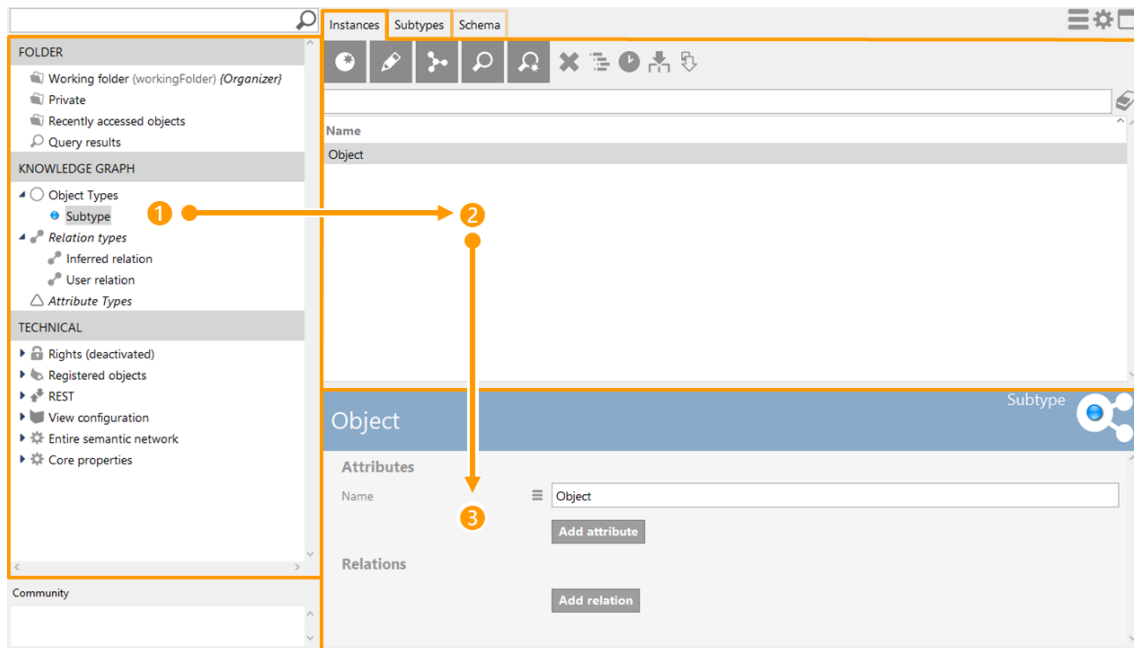 Instances Subtypes Schema
FOLDER
Working folder (workingFolder) {Organizer}
Private
Recently accessed objects
Query results
KNOWLEDGE GRAPH
Object Types
Subtype
Relation types
Inferred relation
User relation
Attribute Types
TECHNICAL
Rights (deactivated)
Registered objects
REST
View configuration
Entire semantic network
Core properties
Community
Name
Object
1
2
Object
Subtype
Attributes
Name
Object
3
Add attribute
Relations
Add relation